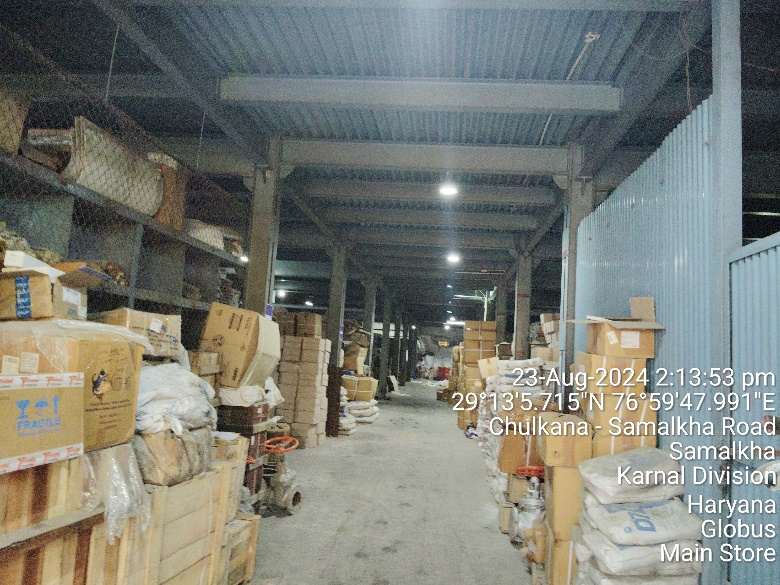 FRAGILE
23-Aug-2024 2:13:53 pm
29°13'5.715"N 76°59'47.991"E
Chulkana - Samalkha Road
Samalkha
Karnal Division
Haryana
Globus
Main Store